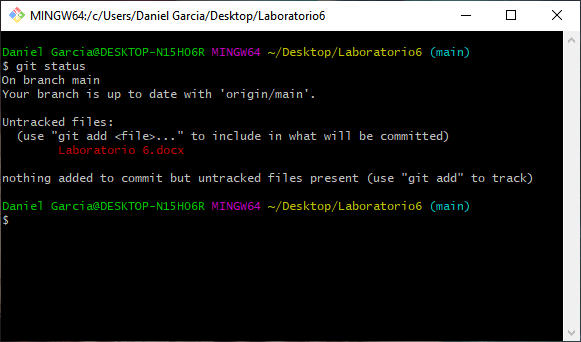 MINGW64:/c/Users/Daniel Garcia/Desktop/Laboratorio6
Daniel Garcia@DESKTOP-N15HO6R MINGW64 ~/Desktop/Laboratorio6 (main)
$ git status
On branch main
Your branch is up to date with 'origin/main'.
Untracked files:
(use "git add <file>..." to include in what will be committed)
Laboratorio 6.docx
nothing added to commit but untracked files present (use "git add" to track)
Daniel Garcia@DESKTOP-N15HO6R MINGW64 ~/Desktop/Laboratorio6 (main)
$